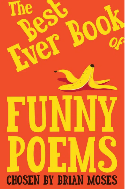 The Best
Ever Book
of
FUNNY
POEMS
CHOSEN BY BRIAN MOSES